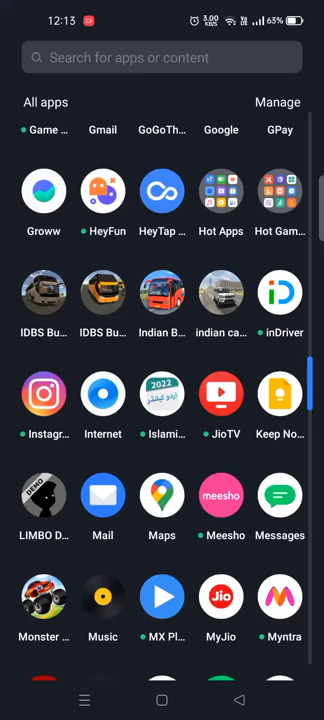 12:13
3.00
KB/S
63%
Search for apps or content
All apps
Manage
Game ...
Gmail
GoGoTh...
Google
GPay
Groww
HeyFun
HeyTap ...
Hot Apps
Hot Gam...
IDBS Bu...
IDBS Bu...
Indian B...
indian ca...
inDriver
2022
اردو کیلنڈر
Instagr...
Internet
Islami...
JioTV
Keep No...
DEMO
meesho
LIMBO D...
Mail
Maps
Meesho
Messages
Jio
Monster ...
Music
MX Pl...
MyJio
Myntra